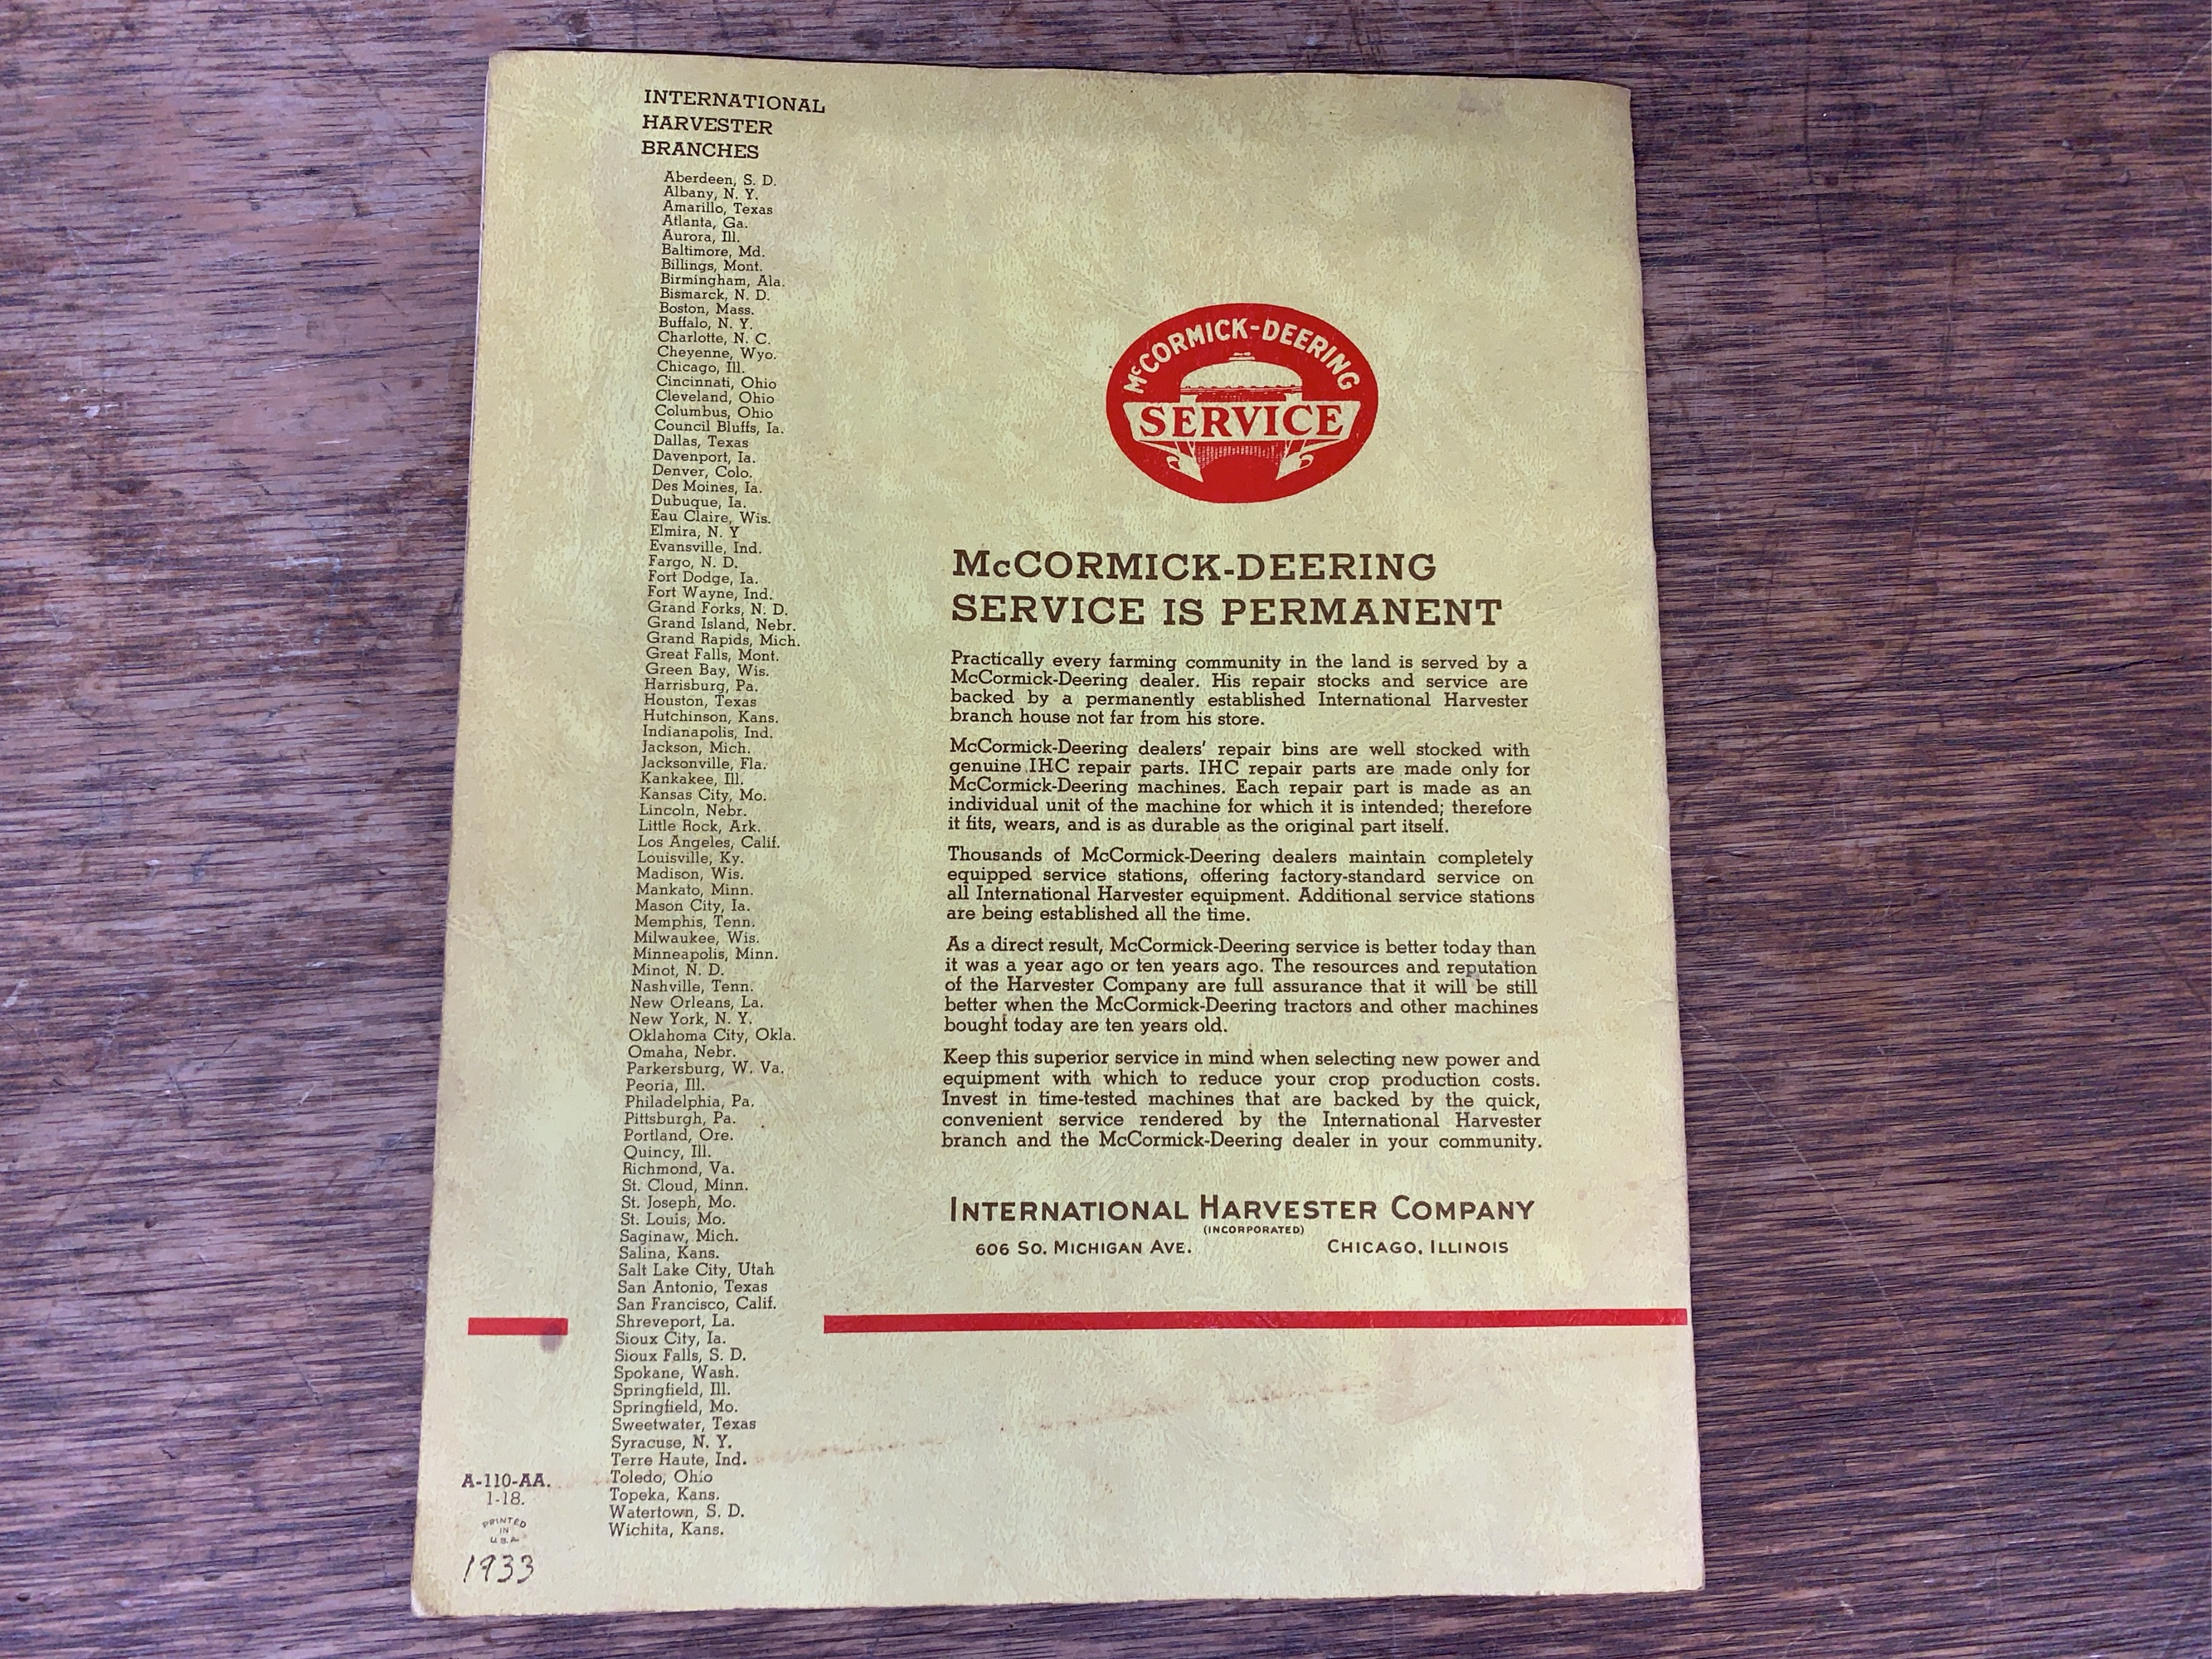 INTERNATIONAL
HARVESTER
BRANCHES
Aberdeen, S. D.
Albany, N. Y.
Amarillo, Texas
Atlanta, Ga.
Aurora, Ill.
Baltimore, Md.
Billings, Mont.
Birmingham, Ala.
Bismarck, N. D.
Boston, Mass.
Buffalo, N. Y.
Charlotte, N. C.
Cheyenne, Wyo.
Chicago, Ill.
Cincinnati, Ohio
Cleveland, Ohio
Columbus, Ohio
Council Bluffs, Ia.
Dallas, Texas
Davenport, Ia.
Denver, Colo.
Des Moines, Ia.
Dubuque, Ia.
Eau Claire, Wis.
Elmira, N. Y
Evansville, Ind.
Fargo, N. D.
Fort Dodge, Ia.
Fort Wayne, Ind.
Grand Forks, N. D.
Grand Island, Nebr.
Grand Rapids, Mich.
Great Falls, Mont.
Green Bay, Wis.
Harrisburg, Pa.
Houston, Texas
Hutchinson, Kans.
Indianapolis, Ind.
Jackson, Mich.
Jacksonville, Fla.
Kankakee, Ill.
Kansas City, Mo.
Lincoln, Nebr.
Little Rock, Ark.
Los Angeles, Calif.
Louisville, Ky.
Madison, Wis.
Mankato, Minn.
Mason City, Ia.
Memphis, Tenn.
Milwaukee, Wis.
Minneapolis, Minn.
Minot, N. D.
Nashville, Tenn.
New Orleans, La.
New York, N. Y.
Oklahoma City, Okla.
Omaha, Nebr.
Parkersburg, W. Va.
Peoria, Ill.
Philadelphia, Pa.
Pittsburgh, Pa.
Portland, Ore.
Quincy, Ill.
Richmond, Va.
St. Cloud, Minn.
St. Joseph, Mo.
St. Louis, Mo.
Saginaw, Mich.
Salina, Kans.
Salt Lake City, Utah
San Antonio, Texas
San Francisco, Calif.
Shreveport, La.
Sioux City, Ia.
Sioux Falls, S. D.
Spokane, Wash.
Springfield, Ill.
Springfield, Mo.
Sweetwater, Texas
Syracuse, N. Y.
Terre Haute, Ind.
Toledo, Ohio
Topeka, Kans.
Watertown, S. D.
Wichita, Kans.
A-110-AA.
1-18.
PRINTED
IN
U.S.A.
1933
McCORMICK-DEERING
SERVICE
McCORMICK-DEERING
SERVICE IS PERMANENT
Practically every farming community in the land is served by a
McCormick-Deering dealer. His repair stocks and service are
backed by a permanently established International Harvester
branch house not far from his store.
McCormick-Deering dealers' repair bins are well stocked with
genuine IHC repair parts. IHC repair parts are made only for
McCormick-Deering machines. Each repair part is made as an
individual unit of the machine for which it is intended; therefore
it fits, wears, and is as durable as the original part itself.
Thousands of McCormick-Deering dealers maintain completely
equipped service stations, offering factory-standard service on
all International Harvester equipment. Additional service stations
are being established all the time.
As a direct result, McCormick-Deering service is better today than
it was a year ago or ten years ago. The resources and reputation
of the Harvester Company are full assurance that it will be still
better when the McCormick-Deering tractors and other machines
bought today are ten years old.
Keep this superior service in mind when selecting new power and
equipment with which to reduce your crop production costs.
Invest in time-tested machines that are backed by the quick,
convenient service rendered by the International Harvester
branch and the McCormick-Deering dealer in your community.
INTERNATIONAL HARVESTER COMPANY
(INCORPORATED)
606 SO. MICHIGAN AVE. CHICAGO, ILLINOIS